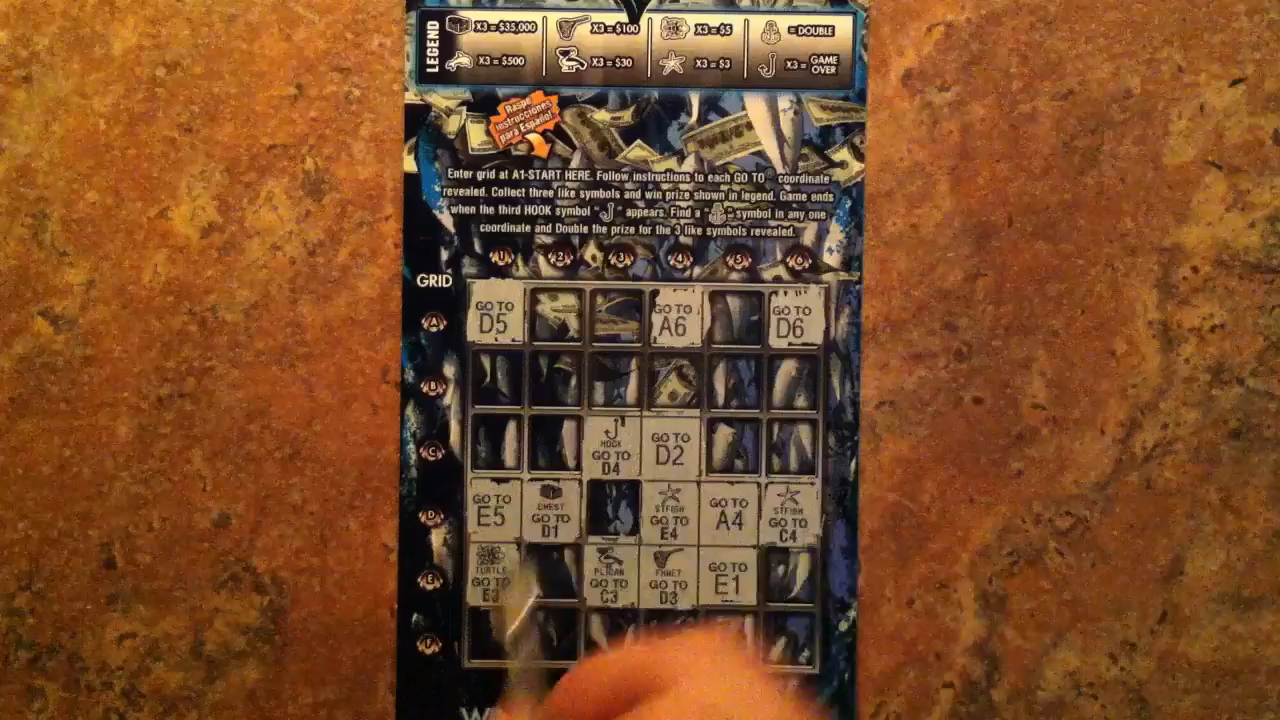 LEGEND
X3 = $35,000 X3 = $100 X3 = $5 = DOUBLE
X3 = $500 X3 = $30 X3 = $3 X3 = GAME OVER
Raspe
instrucciones
para Español
Enter grid at A1-START HERE. Follow instructions to each GO TO coordinate
revealed. Collect three like symbols and win prize shown in legend. Game ends
when the third HOOK symbol " " appears. Find a " " symbol in any one
coordinate and Double the prize for the 3 like symbols revealed.
1 2 3 4 5 6
GRID
A GO TO D5 GO TO A6 GO TO D6
B
C HOOK GO TO D4 GO TO D2
D GO TO E5 CHEST GO TO D1 STFISH GO TO E4 GO TO A4 STFISH GO TO C4
E TURTLE GO TO E3 PLICAN GO TO C3 GO TO D3 GO TO E1
F